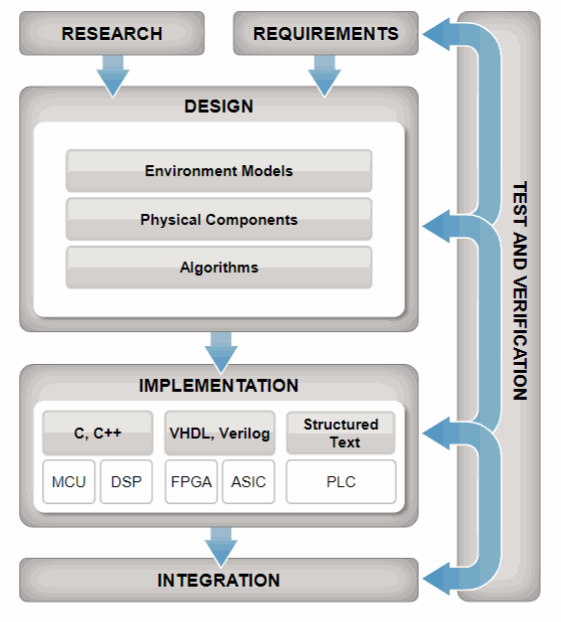 RESEARCH
REQUIREMENTS
DESIGN
Environment Models
Physical Components
Algorithms
IMPLEMENTATION
C, C++
VHDL, Verilog
Structured
Text
MCU
DSP
FPGA
ASIC
PLC
INTEGRATION
TEST AND VERIFICATION